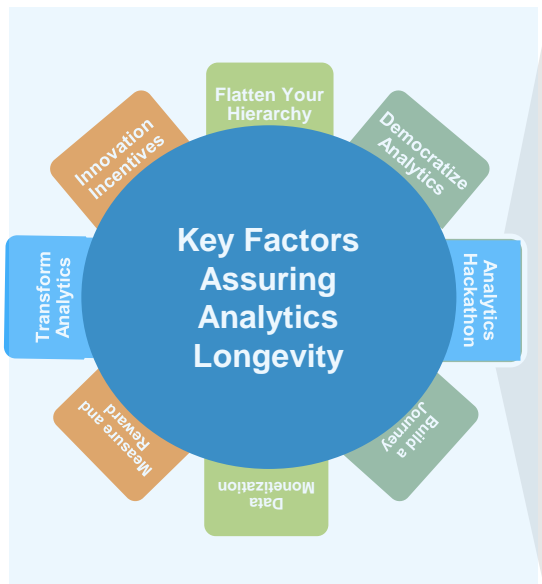 Flatten Your
Hierarchy
Democratize
Analytics
Analytics
Hackathon
Build a
Journey
Data
Monetization
Measure and
Reward
Transform
Analytics
Innovation
Incentives
Key Factors
Assuring
Analytics
Longevity